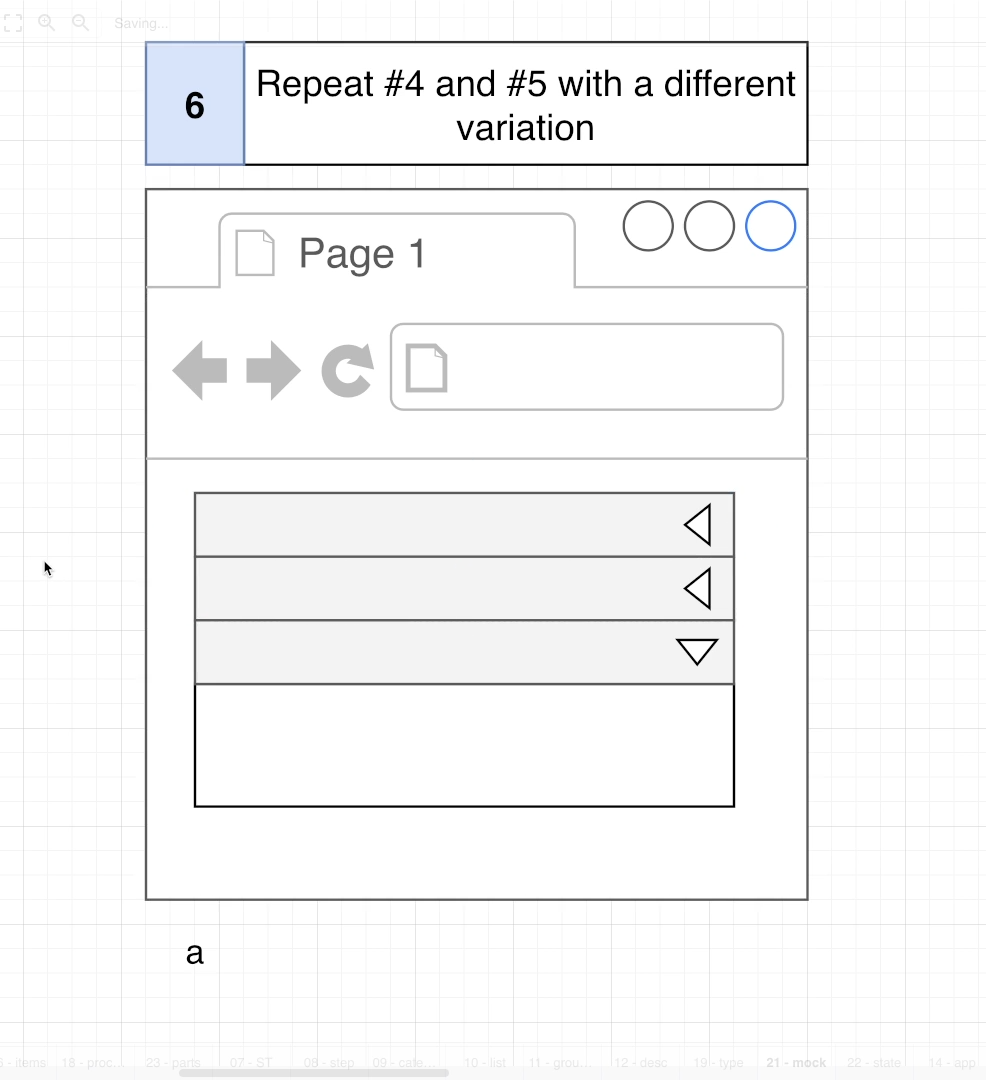 Saving...
6
Repeat #4 and #5 with a different
variation
Page 1
a
- items 18 - proc... 23 - parts 07 - ST 08 - step 09 - cate... 10 - list 11 - grou... 12 - desc 19 - type 21 - mock 22 - state 14 - app